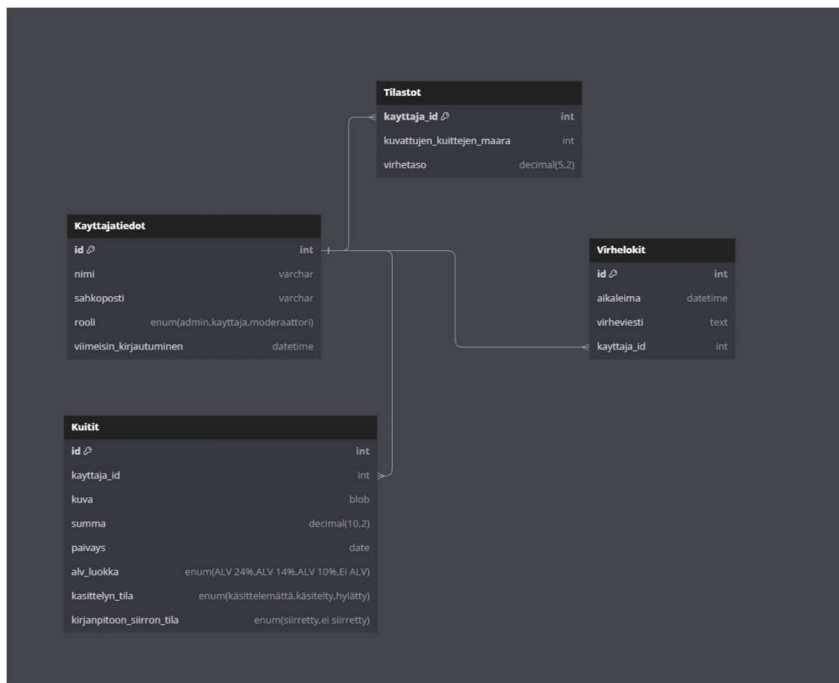 Tilastot
kayttaja_id int
kuvattujen_kuittejen_maara int
virhetaso decimal(5,2)
Kayttajatiedot
id int
nimi varchar
sahkoposti varchar
rooli enum(admin,kayttaja,moderaattori)
viimeisin_kirjautuminen datetime
Virhelokit
id int
aikaleima datetime
virheviesti text
kayttaja_id int
Kuitit
id int
kayttaja_id int
kuva blob
summa decimal(10,2)
paivays date
alv_luokka enum(ALV 24%,ALV 14%,ALV 10%,Ei ALV)
kasittelyn_tila enum(käsittelemättä,käsitelty,hylätty)
kirjanpitoon_siirron_tila enum(siirretty,ei siirretty)